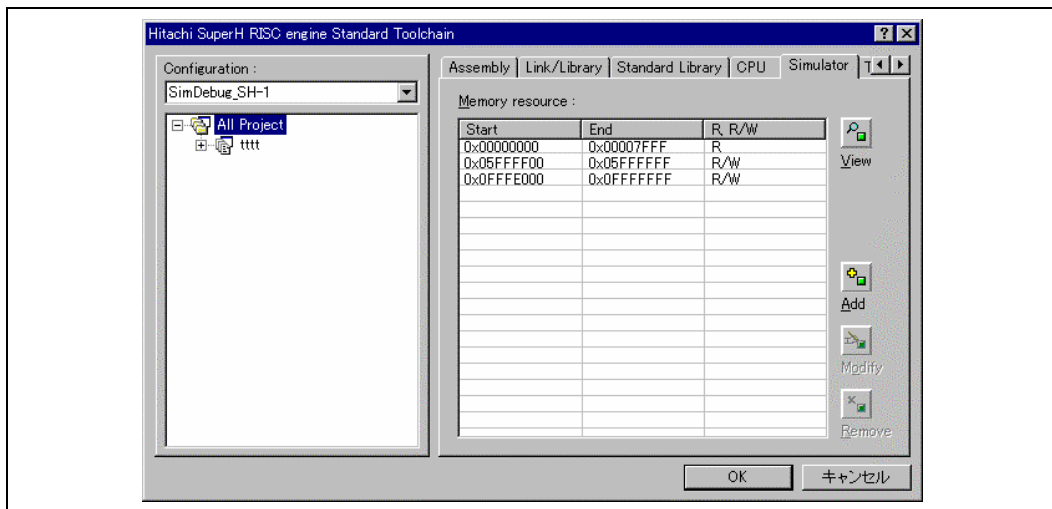 Hitachi SuperH RISC engine Standard Toolchain
Configuration :
SimDebug_SH-1
All Project
tttt
Assembly Link/Library Standard Library CPU Simulator T
Memory resource :
Start End R, R/W
0x00000000 0x00007FFF R
0x05FFFF00 0x05FFFFFF R/W
0x0FFFE000 0x0FFFFFFF R/W
View
Add
Modify
Remove
OK キャンセル